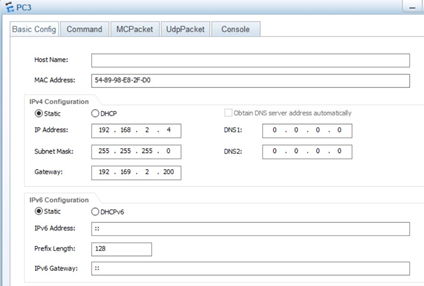 PC3
Basic Config Command MCPacket UdpPacket Console
Host Name:
MAC Address: 54-89-98-E8-2F-D0
IPv4 Configuration
Static DHCP Obtain DNS server address automatically
IP Address: 192 . 168 . 2 . 4 DNS1: 0 . 0 . 0 . 0
Subnet Mask: 255 . 255 . 255 . 0 DNS2: 0 . 0 . 0 . 0
Gateway: 192 . 169 . 2 . 200
IPv6 Configuration
Static DHCPv6
IPv6 Address: ::
Prefix Length: 128
IPv6 Gateway: ::